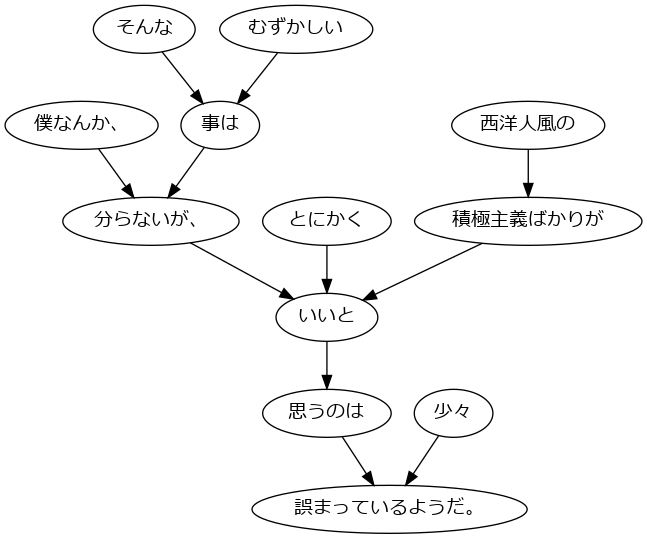 そんな
むずかしい
僕なんか、
事は
西洋人風の
分らないが、
とにかく
積極主義ばかりが
いいと
思うのは
少々
誤まっているようだ。